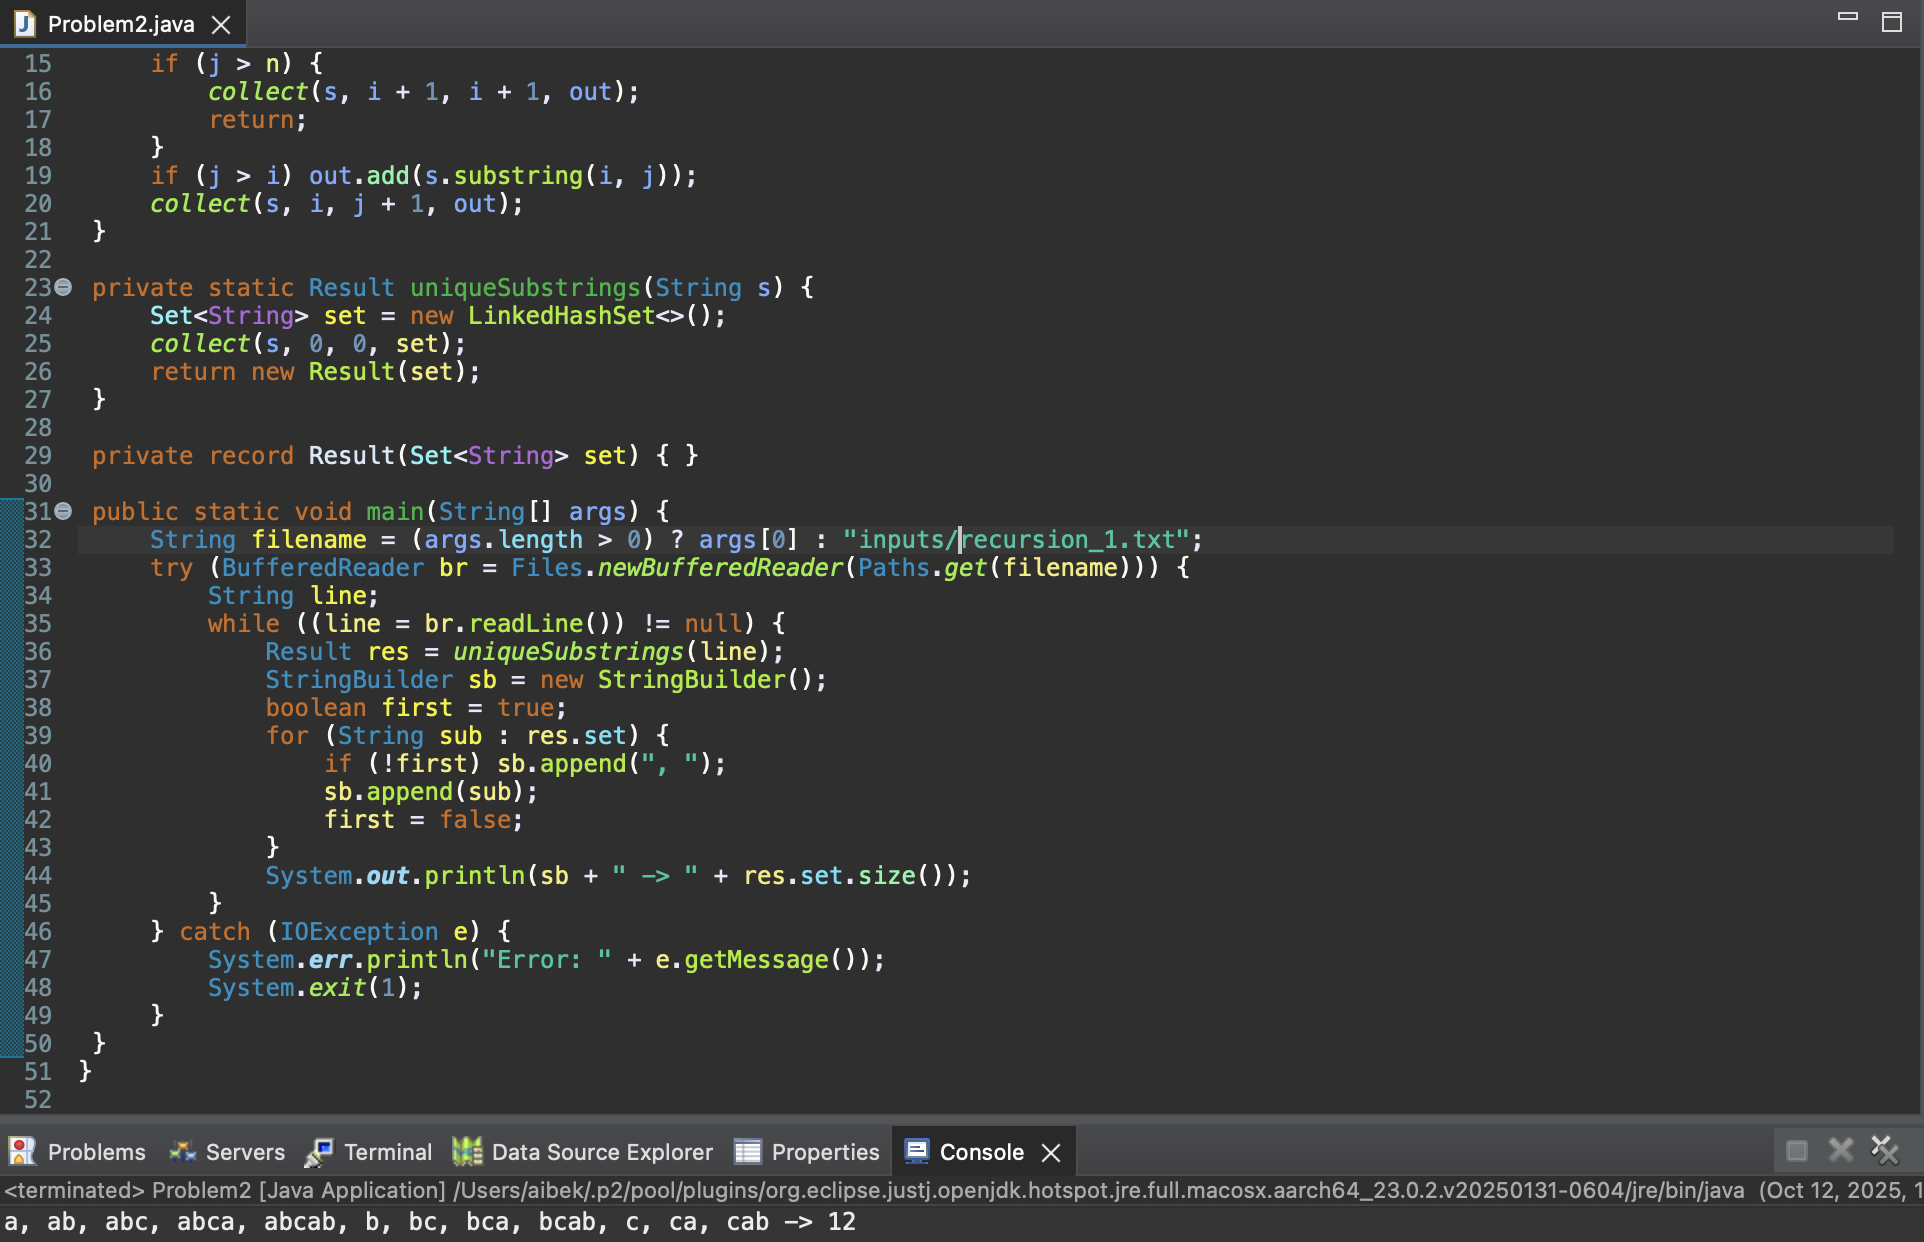 Problem2.java
15 if (j > n) {
16 collect(s, i + 1, i + 1, out);
17 return;
18 }
19 if (j > i) out.add(s.substring(i, j));
20 collect(s, i, j + 1, out);
21 }
22
23 private static Result uniqueSubstrings(String s) {
24 Set<String> set = new LinkedHashSet<>();
25 collect(s, 0, 0, set);
26 return new Result(set);
27 }
28
29 private record Result(Set<String> set) { }
30
31 public static void main(String[] args) {
32 String filename = (args.length > 0) ? args[0] : "inputs/recursion_1.txt";
33 try (BufferedReader br = Files.newBufferedReader(Paths.get(filename))) {
34 String line;
35 while ((line = br.readLine()) != null) {
36 Result res = uniqueSubstrings(line);
37 StringBuilder sb = new StringBuilder();
38 boolean first = true;
39 for (String sub : res.set) {
40 if (!first) sb.append(", ");
41 sb.append(sub);
42 first = false;
43 }
44 System.out.println(sb + " -> " + res.set.size());
45 }
46 } catch (IOException e) {
47 System.err.println("Error: " + e.getMessage());
48 System.exit(1);
49 }
50 }
51 }
52
Problems Servers Terminal Data Source Explorer Properties Console
<terminated> Problem2 [Java Application] /Users/aibek/.p2/pool/plugins/org.eclipse.justj.openjdk.hotspot.jre.full.macosx.aarch64_23.0.2.v20250131-0604/jre/bin/java (Oct 12, 2025, 1
a, ab, abc, abca, abcab, b, bc, bca, bcab, c, ca, cab -> 12